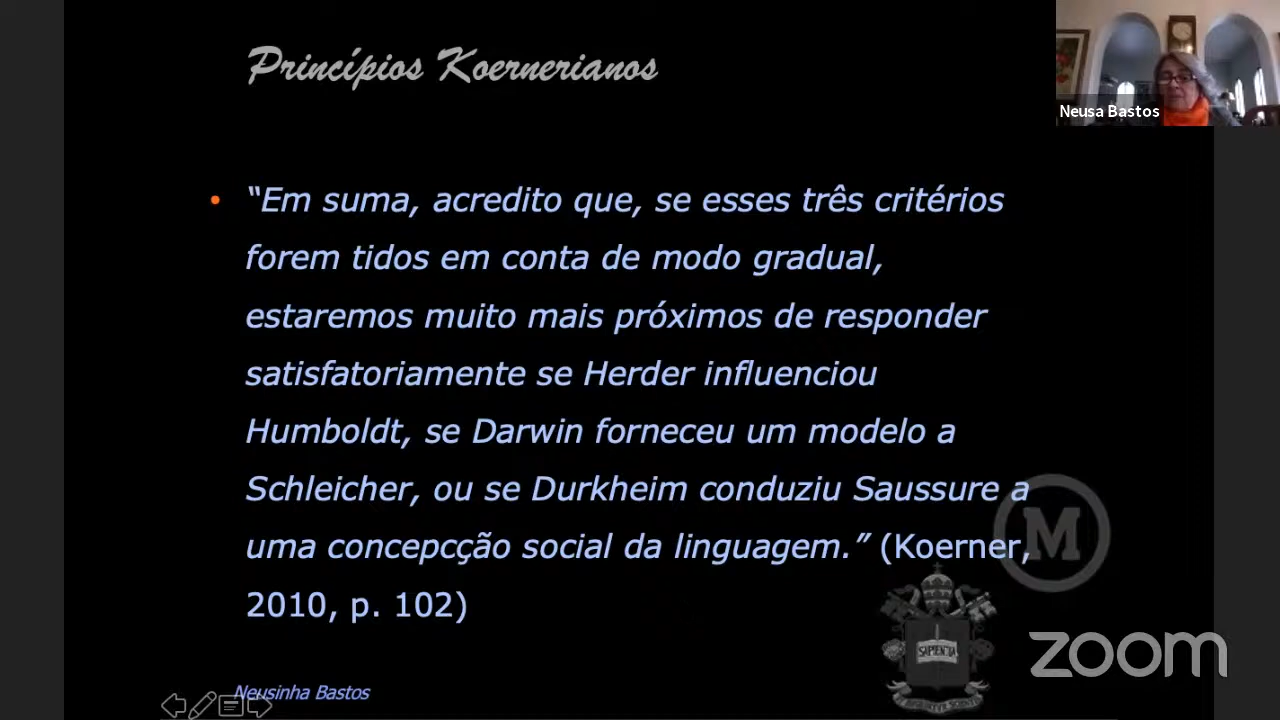 Princípios Koernerianos
Neusa Bastos
• “Em suma, acredito que, se esses três critérios
forem tidos em conta de modo gradual,
estaremos muito mais próximos de responder
satisfatoriamente se Herder influenciou
Humboldt, se Darwin forneceu um modelo a
Schleicher, ou se Durkheim conduziu Saussure a
uma concepcção social da linguagem.” (Koerner,
2010, p. 102)
M
SAPIENTIA
zoom
Neusinha Bastos